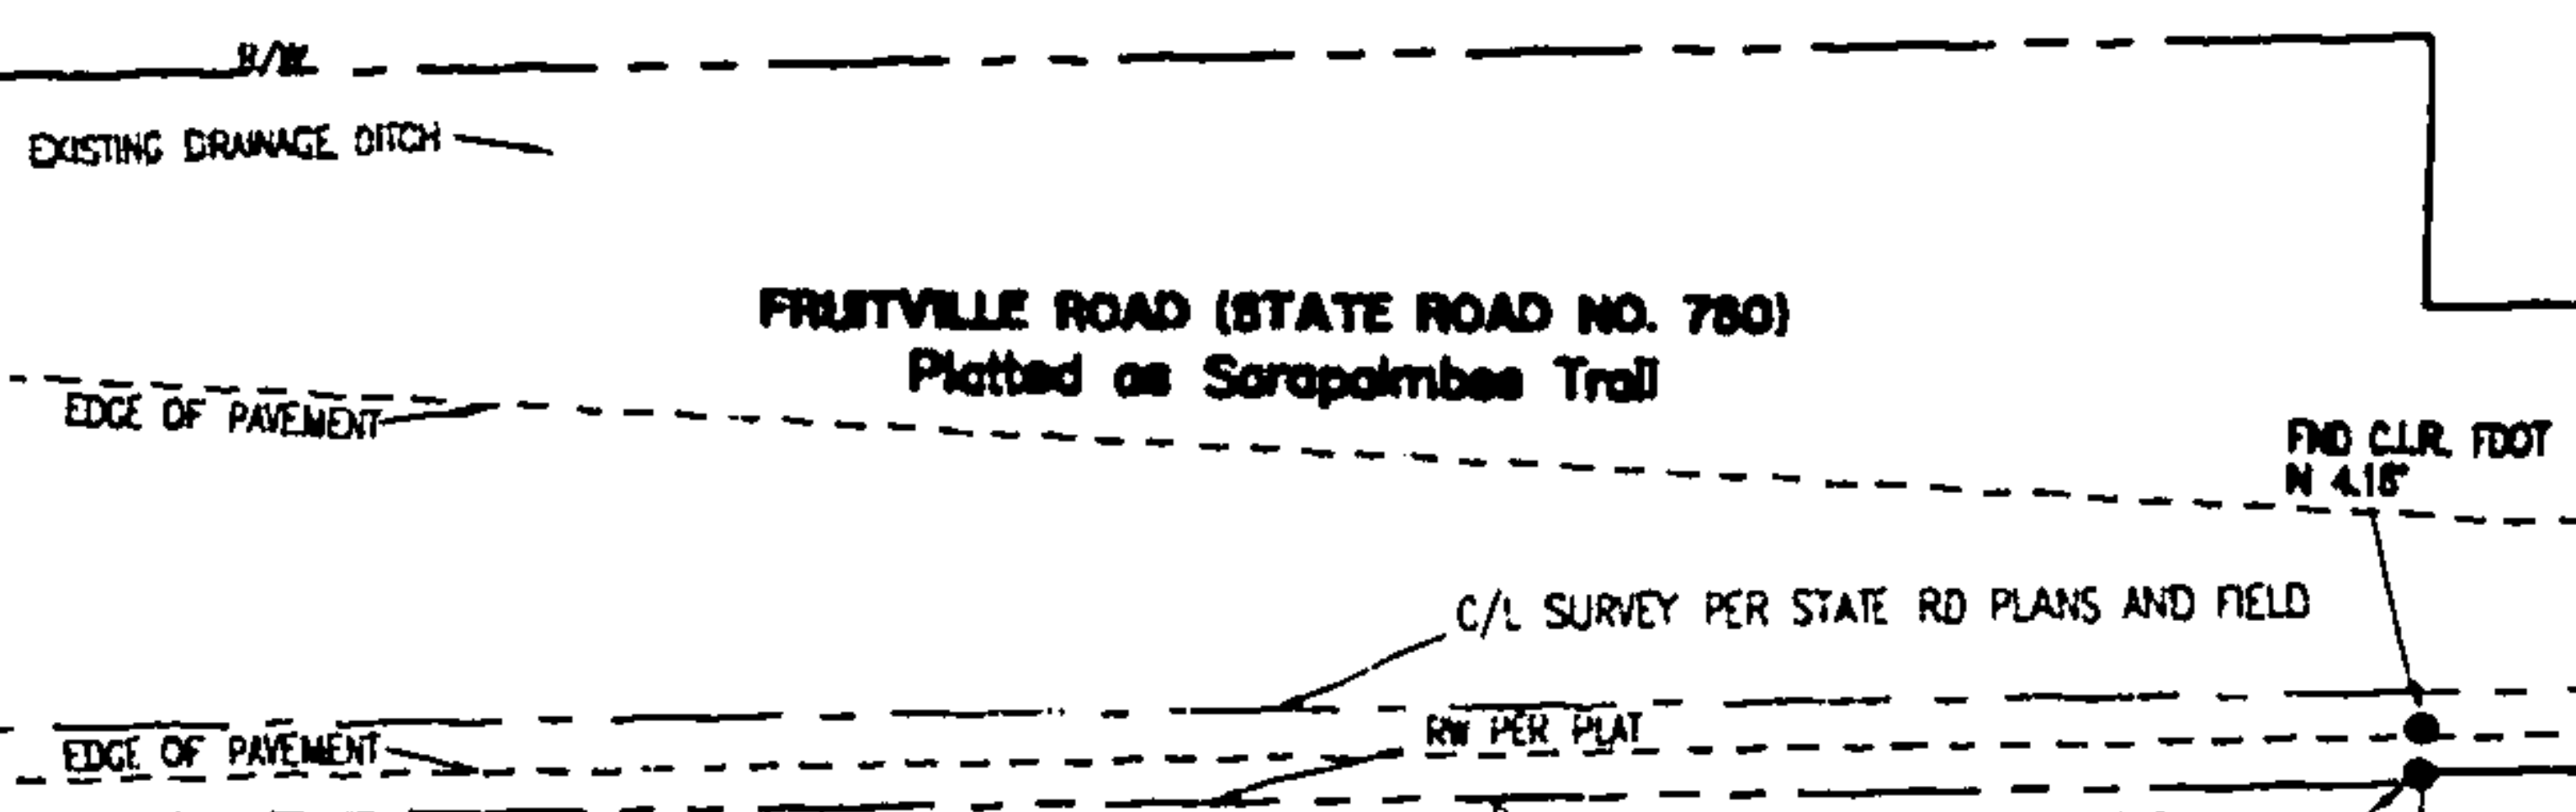 R/W
EXISTING DRAINAGE DITCH
FRUITVILLE ROAD (STATE ROAD NO. 780)
Platted as Sarapalmbee Trail
EDGE OF PAVEMENT
FND C.I.R. FDOT
N 4.18'
C/L SURVEY PER STATE RD PLANS AND FIELD
RW PER PLAT
EDGE OF PAVEMENT